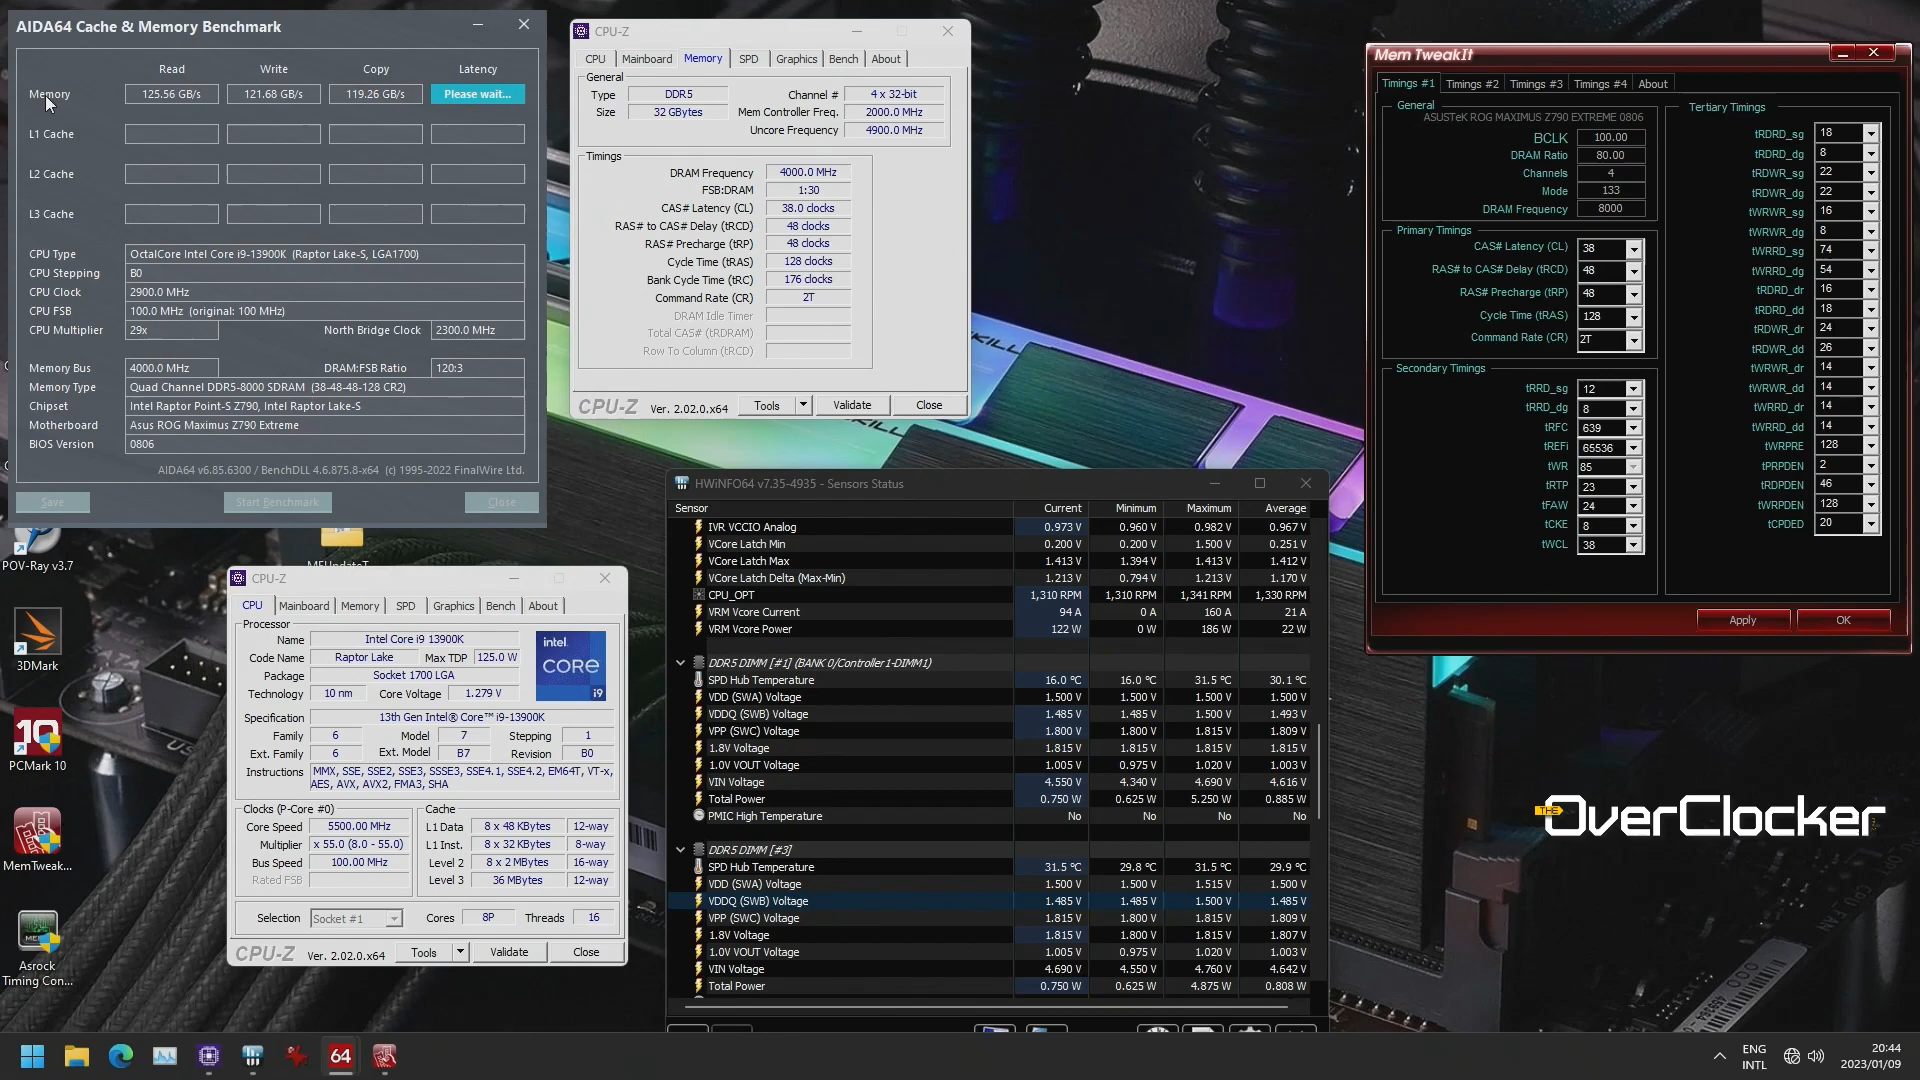 AIDA64 Cache & Memory Benchmark
Read Write Copy Latency
Memory 125.56 GB/s 121.68 GB/s 119.26 GB/s Please wait...
L1 Cache
L2 Cache
L3 Cache
CPU Type OctalCore Intel Core i9-13900K (Raptor Lake-S, LGA1700)
CPU Stepping B0
CPU Clock 2900.0 MHz
CPU FSB 100.0 MHz (original: 100 MHz)
CPU Multiplier 29x North Bridge Clock 2300.0 MHz
Memory Bus 4000.0 MHz DRAM:FSB Ratio 120:3
Memory Type Quad Channel DDR5-8000 SDRAM (38-48-48-128 CR2)
Chipset Intel Raptor Point-S Z790, Intel Raptor Lake-S
Motherboard Asus ROG Maximus Z790 Extreme
BIOS Version 0806
AIDA64 v6.85.6300 / BenchDLL 4.6.875.8-x64 (c) 1995-2022 FinalWire Ltd.
Save Start Benchmark Close
CPU-Z
CPU Mainboard Memory SPD Graphics Bench About
General
Type DDR5 Channel # 4 x 32-bit
Size 32 GBytes Mem Controller Freq. 2000.0 MHz
Uncore Frequency 4900.0 MHz
Timings
DRAM Frequency 4000.0 MHz
FSB:DRAM 1:30
CAS# Latency (CL) 38.0 clocks
RAS# to CAS# Delay (tRCD) 48 clocks
RAS# Precharge (tRP) 48 clocks
Cycle Time (tRAS) 128 clocks
Bank Cycle Time (tRC) 176 clocks
Command Rate (CR) 2T
DRAM Idle Timer
Total CAS# (tRDRAM)
Row To Column (tRCD)
CPU-Z Ver. 2.02.0.x64 Tools Validate Close
Mem TweakIt
Timings #1 Timings #2 Timings #3 Timings #4 About
General
ASUSTeK ROG MAXIMUS Z790 EXTREME 0806
BCLK 100.00
DRAM Ratio 80.00
Channels 4
Mode 133
DRAM Frequency 8000
Primary Timings
CAS# Latency (CL) 38
RAS# to CAS# Delay (tRCD) 48
RAS# Precharge (tRP) 48
Cycle Time (tRAS) 128
Command Rate (CR) 2T
Secondary Timings
tRRD_sg 12
tRRD_dg 8
tRFC 639
tREFi 65536
tWR 85
tRTP 23
tFAW 24
tCKE 8
tWCL 38
Tertiary Timings
tRDRD_sg 18
tRDRD_dg 8
tRDWR_sg 22
tRDWR_dg 22
tWRWR_sg 16
tWRWR_dg 8
tWRRD_sg 74
tWRRD_dg 54
tRDRD_dr 16
tRDRD_dd 18
tRDWR_dr 24
tRDWR_dd 26
tWRWR_dr 14
tWRWR_dd 14
tWRRD_dr 14
tWRRD_dd 14
tWRPRE 128
tPRPDEN 2
tRDPDEN 46
tWRPDEN 128
tCPDED 20
Apply OK
HWiNFO64 v7.35-4935 - Sensors Status
Sensor Current Minimum Maximum Average
IVR VCCIO Analog 0.973 V 0.960 V 0.982 V 0.967 V
VCore Latch Min 0.200 V 0.200 V 1.500 V 0.251 V
VCore Latch Max 1.413 V 1.394 V 1.413 V 1.412 V
VCore Latch Delta (Max-Min) 1.213 V 0.794 V 1.213 V 1.170 V
CPU_OPT 1,310 RPM 1,310 RPM 1,341 RPM 1,330 RPM
VRM Vcore Current 94 A 0 A 160 A 21 A
VRM Vcore Power 122 W 0 W 186 W 22 W
DDR5 DIMM [#1] (BANK 0/Controller1-DIMM1)
SPD Hub Temperature 16.0 °C 16.0 °C 31.5 °C 30.1 °C
VDD (SWA) Voltage 1.500 V 1.500 V 1.500 V 1.500 V
VDDQ (SWB) Voltage 1.485 V 1.485 V 1.500 V 1.493 V
VPP (SWC) Voltage 1.800 V 1.800 V 1.815 V 1.809 V
1.8V Voltage 1.815 V 1.815 V 1.815 V 1.815 V
1.0V VOUT Voltage 1.005 V 0.975 V 1.020 V 1.003 V
VIN Voltage 4.550 V 4.340 V 4.690 V 4.616 V
Total Power 0.750 W 0.625 W 5.250 W 0.885 W
PMIC High Temperature No No No No
DDR5 DIMM [#3]
SPD Hub Temperature 31.5 °C 29.8 °C 31.5 °C 29.9 °C
VDD (SWA) Voltage 1.500 V 1.500 V 1.515 V 1.500 V
VDDQ (SWB) Voltage 1.485 V 1.485 V 1.500 V 1.485 V
VPP (SWC) Voltage 1.815 V 1.800 V 1.815 V 1.809 V
1.8V Voltage 1.815 V 1.800 V 1.815 V 1.807 V
1.0V VOUT Voltage 1.005 V 0.975 V 1.020 V 1.003 V
VIN Voltage 4.690 V 4.550 V 4.760 V 4.642 V
Total Power 0.750 W 0.625 W 4.875 W 0.808 W
CPU-Z
CPU Mainboard Memory SPD Graphics Bench About
Processor
Name Intel Core i9 13900K
Code Name Raptor Lake Max TDP 125.0 W
Package Socket 1700 LGA
Technology 10 nm Core Voltage 1.279 V
intel CORE i9
Specification 13th Gen Intel® Core™ i9-13900K
Family 6 Model 7 Stepping 1
Ext. Family 6 Ext. Model B7 Revision B0
Instructions MMX, SSE, SSE2, SSE3, SSSE3, SSE4.1, SSE4.2, EM64T, VT-x,
AES, AVX, AVX2, FMA3, SHA
Clocks (P-Core #0) Cache
Core Speed 5500.00 MHz L1 Data 8 x 48 KBytes 12-way
Multiplier x 55.0 (8.0 - 55.0) L1 Inst. 8 x 32 KBytes 8-way
Bus Speed 100.00 MHz Level 2 8 x 2 MBytes 16-way
Rated FSB Level 3 36 MBytes 12-way
Selection Socket #1 Cores 8P Threads 16
CPU-Z Ver. 2.02.0.x64 Tools Validate Close
POV-Ray v3.7
3DMark
PCMark 10
MemTweak...
Asrock
Timing Con...
THE OverClocker
64
ENG
INTL
20:44
2023/01/09